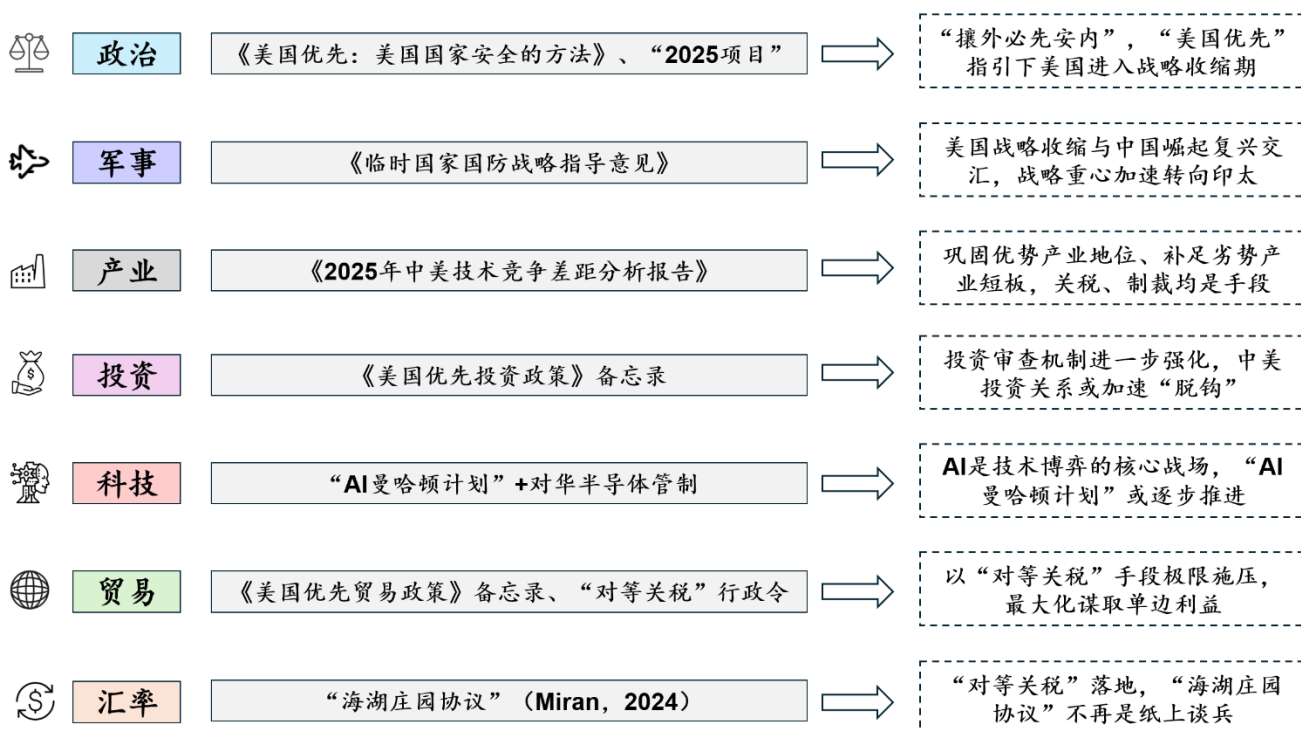 政治
《美国优先：美国国家安全的方法》、“2025项目”
“攘外必先安内”，“美国优先”
指引下美国进入战略收缩期
军事
《临时国家国防战略指导意见》
美国战略收缩与中国崛起复兴交
汇，战略重心加速转向印太
产业
《2025年中美技术竞争差距分析报告》
巩固优势产业地位、补足劣势产
业短板，关税、制裁均是手段
投资
《美国优先投资政策》备忘录
投资审查机制进一步强化，中美
投资关系或加速“脱钩”
科技
“AI曼哈顿计划”+对华半导体管制
AI是技术博弈的核心战场，“AI
曼哈顿计划”或逐步推进
贸易
《美国优先贸易政策》备忘录、“对等关税”行政令
以“对等关税”手段极限施压，
最大化谋取单边利益
汇率
“海湖庄园协议”（Miran，2024）
“对等关税”落地，“海湖庄园
协议”不再是纸上谈兵